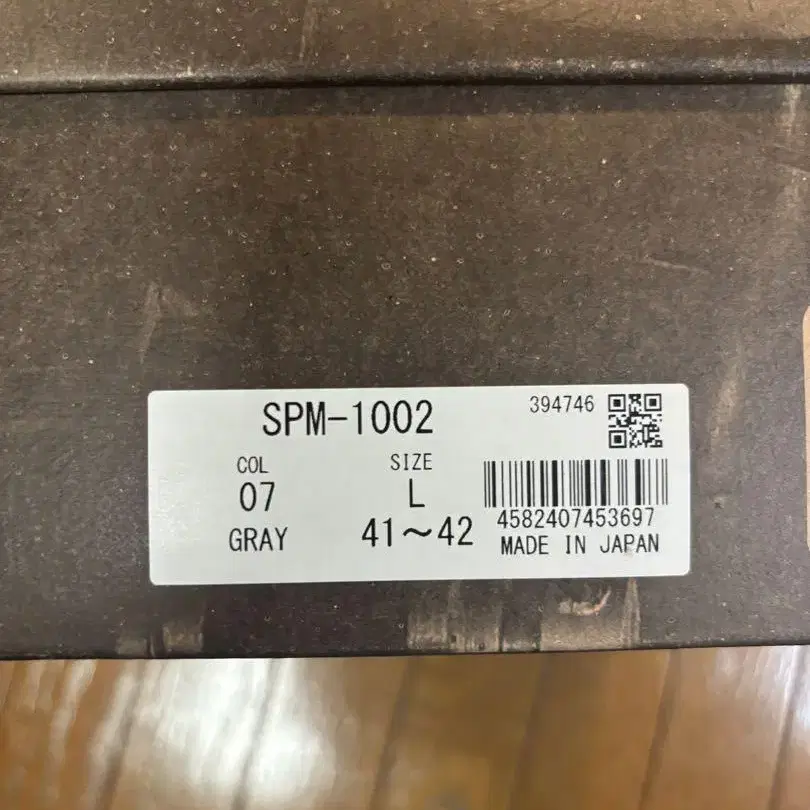 SPM-1002
394746
COL
07
GRAY
SIZE
L
41〜42
4582407453697
MADE IN JAPAN